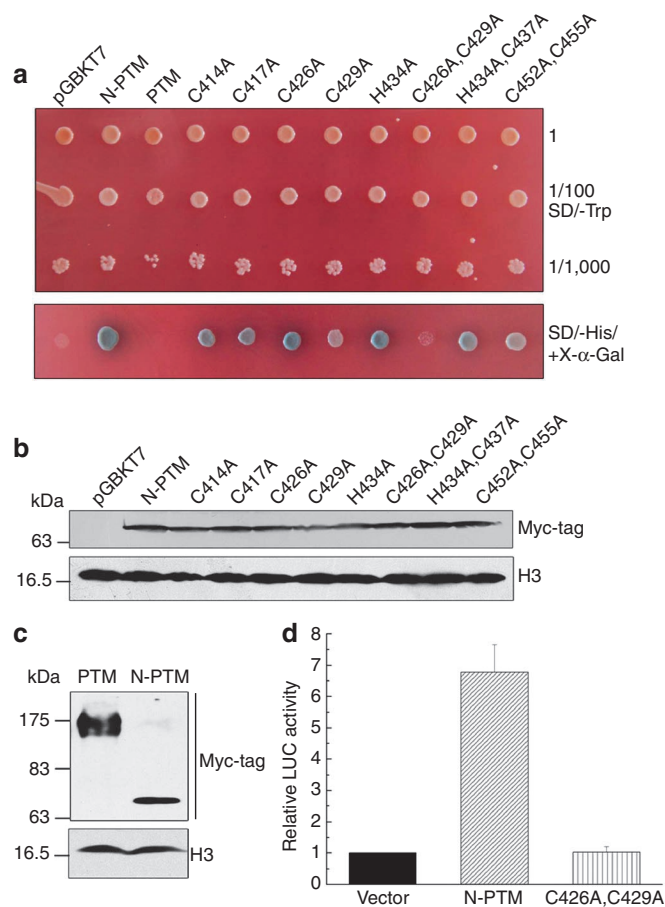 a
pGBKT7
N-PTM
PTM
C414A
C417A
C426A
C429A
H434A
C426A,C429A
H434A,C437A
C452A,C455A
1
1/100
SD/-Trp
1/1,000
SD/-His/
+X-α-Gal
b
pGBKT7
N-PTM
C414A
C417A
C426A
C429A
H434A
C426A,C429A
H434A,C437A
C452A,C455A
kDa
63
Myc-tag
16.5
H3
c
kDa
PTM
N-PTM
175
83
63
Myc-tag
16.5
H3
d
Relative LUC activity
8
7
6
5
4
3
2
1
0
Vector
N-PTM
C426A,C429A